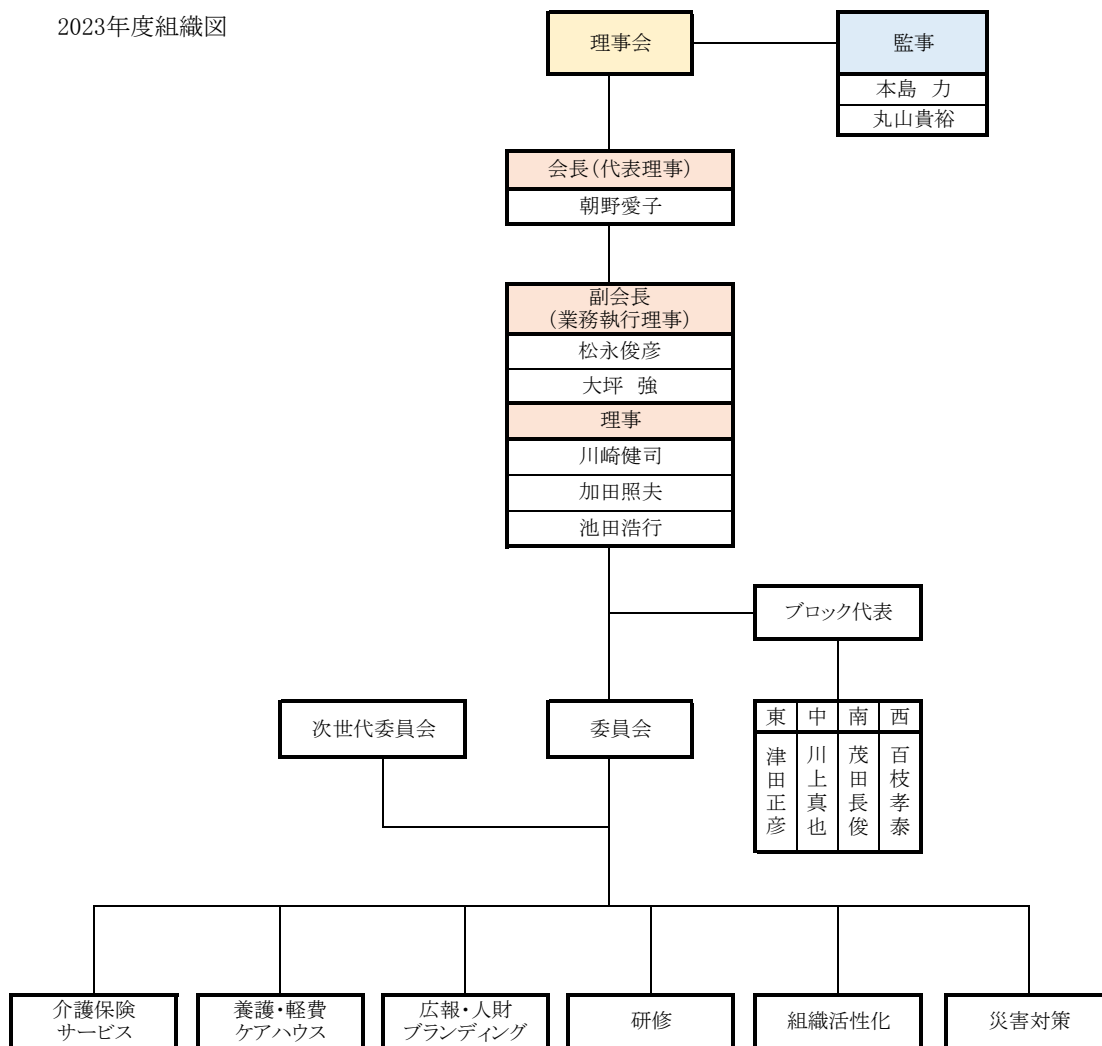 2023年度組織図
理事会
監事
本島　力
丸山貴裕
会長（代表理事）
朝野愛子
副会長
（業務執行理事）
松永俊彦
大坪　強
理事
川崎健司
加田照夫
池田浩行
ブロック代表
次世代委員会
委員会
東
中
南
西
津田正彦
川上真也
茂田長俊
百枝孝泰
介護保険
サービス
養護・軽費
ケアハウス
広報・人財
ブランディング
研修
組織活性化
災害対策